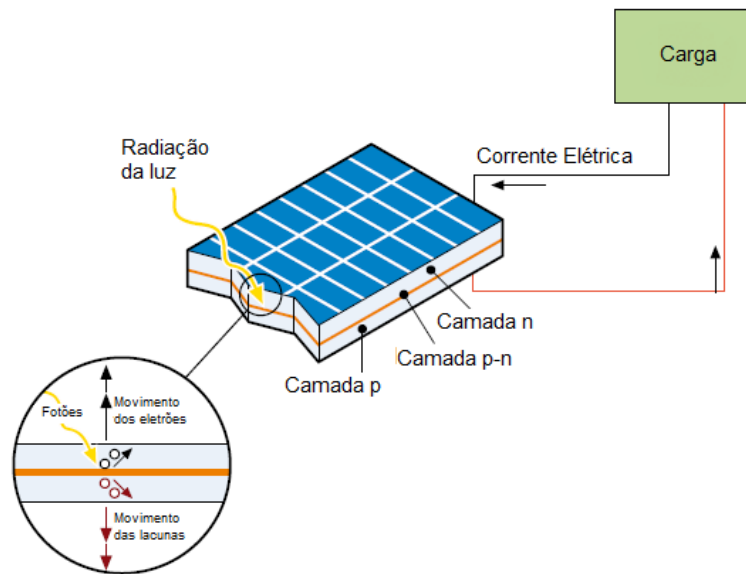 Carga
Radiação
da luz
Corrente Elétrica
Camada n
Camada p-n
Camada p
Fotões
Movimento
dos eletrões
Movimento
das lacunas